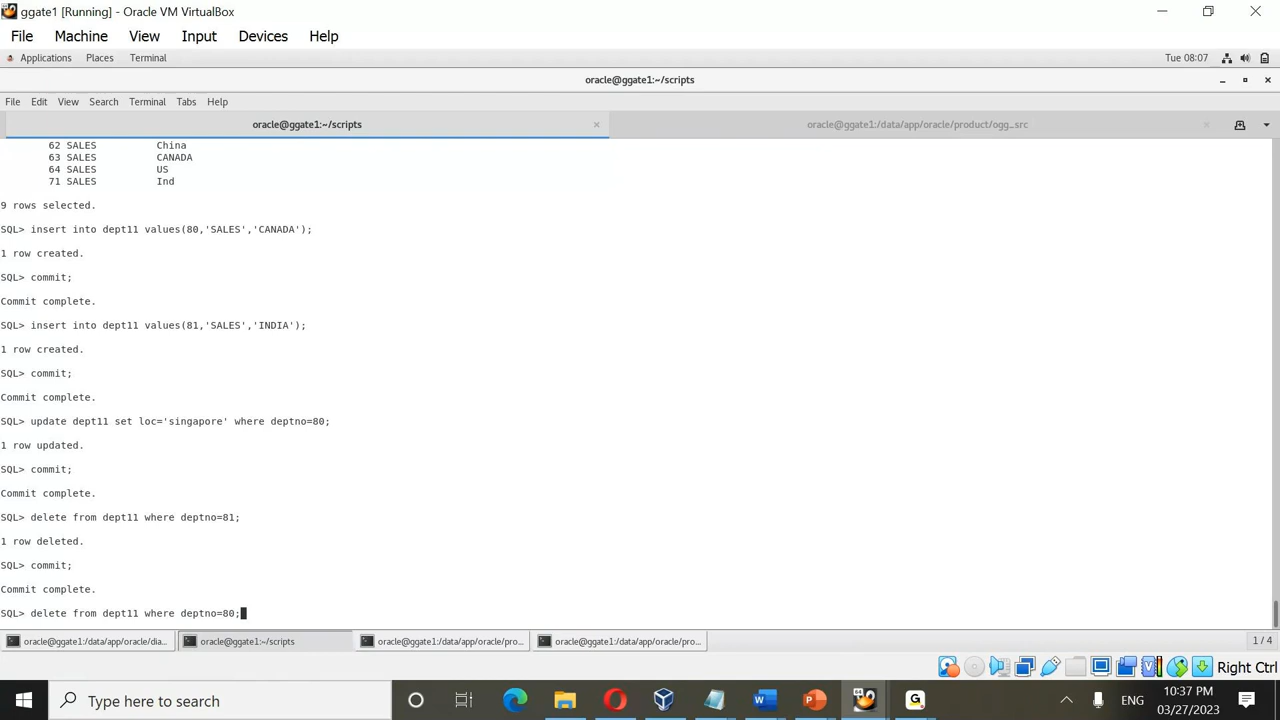 ggate1 [Running] - Oracle VM VirtualBox
File Machine View Input Devices Help
Applications Places Terminal Tue 08:07
oracle@ggate1:~/scripts
File Edit View Search Terminal Tabs Help
oracle@ggate1:~/scripts × oracle@ggate1:/data/app/oracle/product/ogg_src ×
62 SALES China
63 SALES CANADA
64 SALES US
71 SALES Ind
9 rows selected.
SQL> insert into dept11 values(80,'SALES','CANADA');
1 row created.
SQL> commit;
Commit complete.
SQL> insert into dept11 values(81,'SALES','INDIA');
1 row created.
SQL> commit;
Commit complete.
SQL> update dept11 set loc='singapore' where deptno=80;
1 row updated.
SQL> commit;
Commit complete.
SQL> delete from dept11 where deptno=81;
1 row deleted.
SQL> commit;
Commit complete.
SQL> delete from dept11 where deptno=80;
oracle@ggate1:/data/app/oracle/dia... oracle@ggate1:~/scripts oracle@ggate1:/data/app/oracle/pro... oracle@ggate1:/data/app/oracle/pro... 1 / 4
Right Ctrl
Type here to search ENG 10:37 PM
03/27/2023